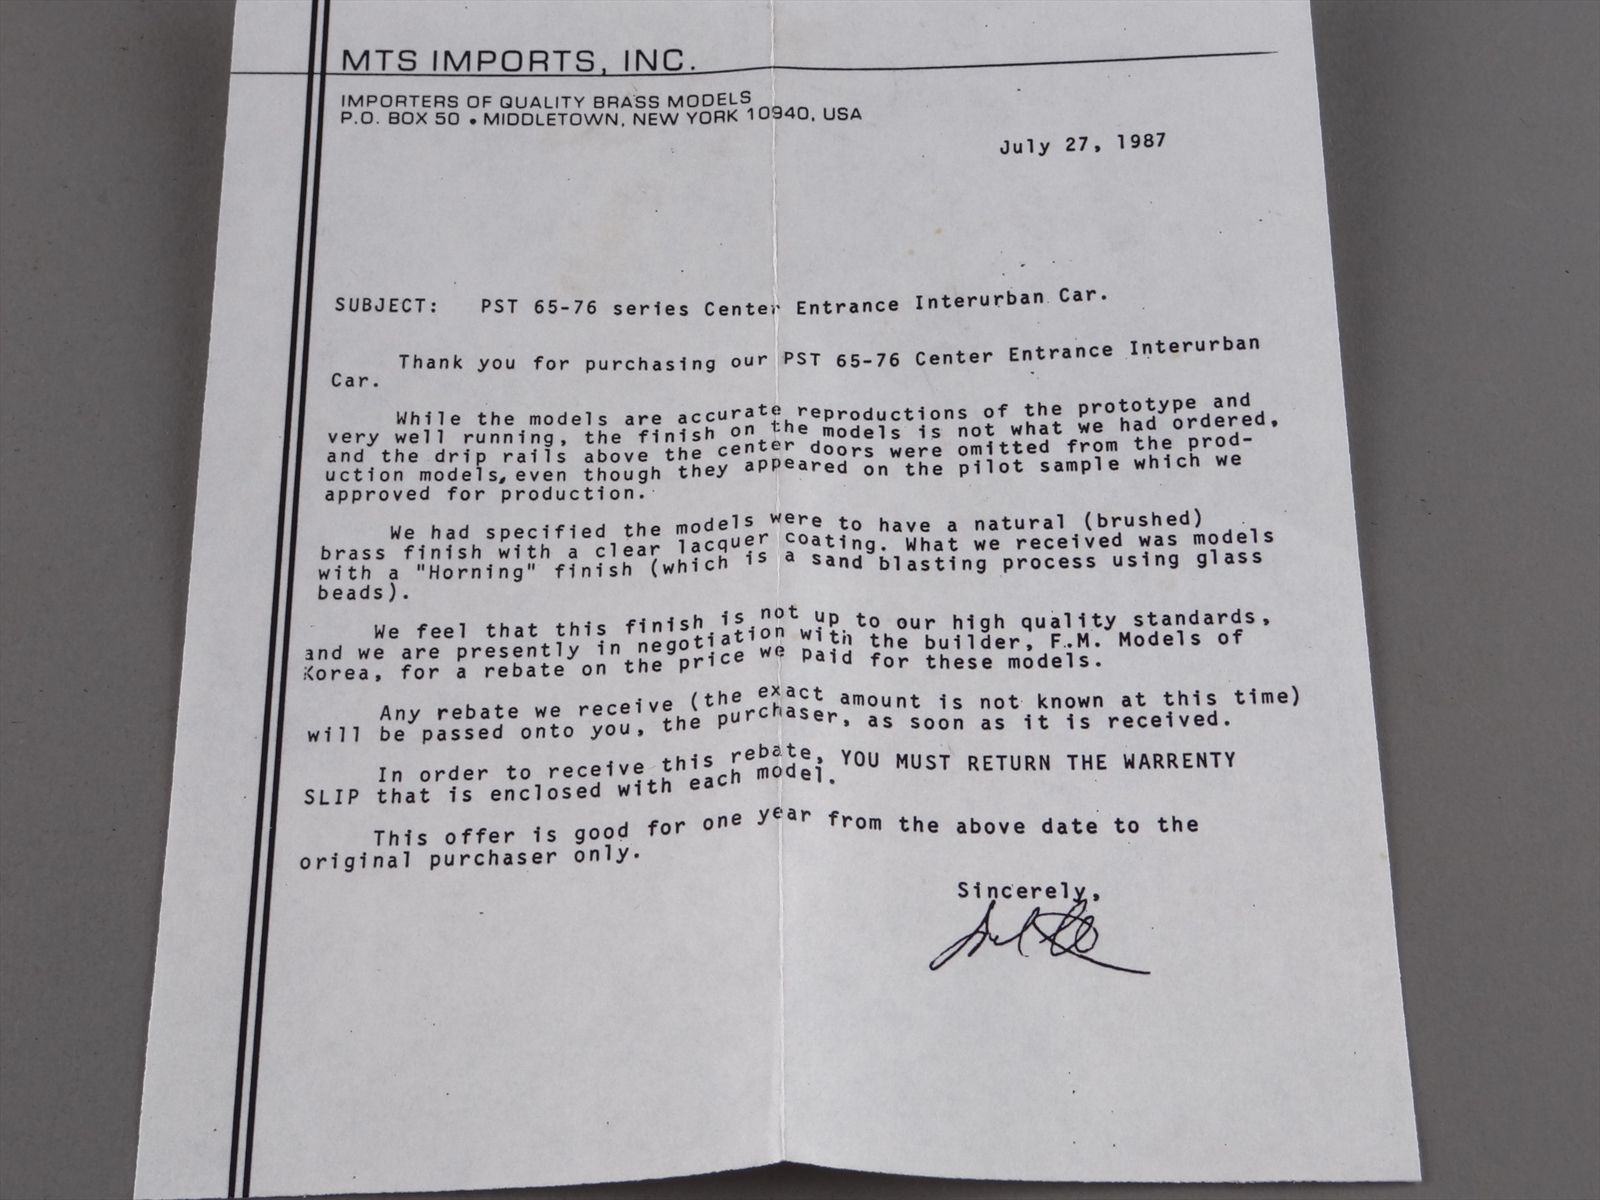 MTS IMPORTS, INC.
IMPORTERS OF QUALITY BRASS MODELS
P.O. BOX 50 • MIDDLETOWN, NEW YORK 10940, USA
July 27, 1987
SUBJECT: PST 65-76 series Center Entrance Interurban Car.
Thank you for purchasing our PST 65-76 Center Entrance Interurban
Car.
While the models are accurate reproductions of the prototype and
very well running, the finish on the models is not what we had ordered,
and the drip rails above the center doors were omitted from the prod-
uction models, even though they appeared on the pilot sample which we
approved for production.
We had specified the models were to have a natural (brushed)
brass finish with a clear lacquer coating. What we received was models
with a "Horning" finish (which is a sand blasting process using glass
beads).
We feel that this finish is not up to our high quality standards,
and we are presently in negotiation with the builder, F.M. Models of
Korea, for a rebate on the price we paid for these models.
Any rebate we receive (the exact amount is not known at this time)
will be passed onto you, the purchaser, as soon as it is received.
In order to receive this rebate, YOU MUST RETURN THE WARRENTY
SLIP that is enclosed with each model.
This offer is good for one year from the above date to the
original purchaser only.
Sincerely,